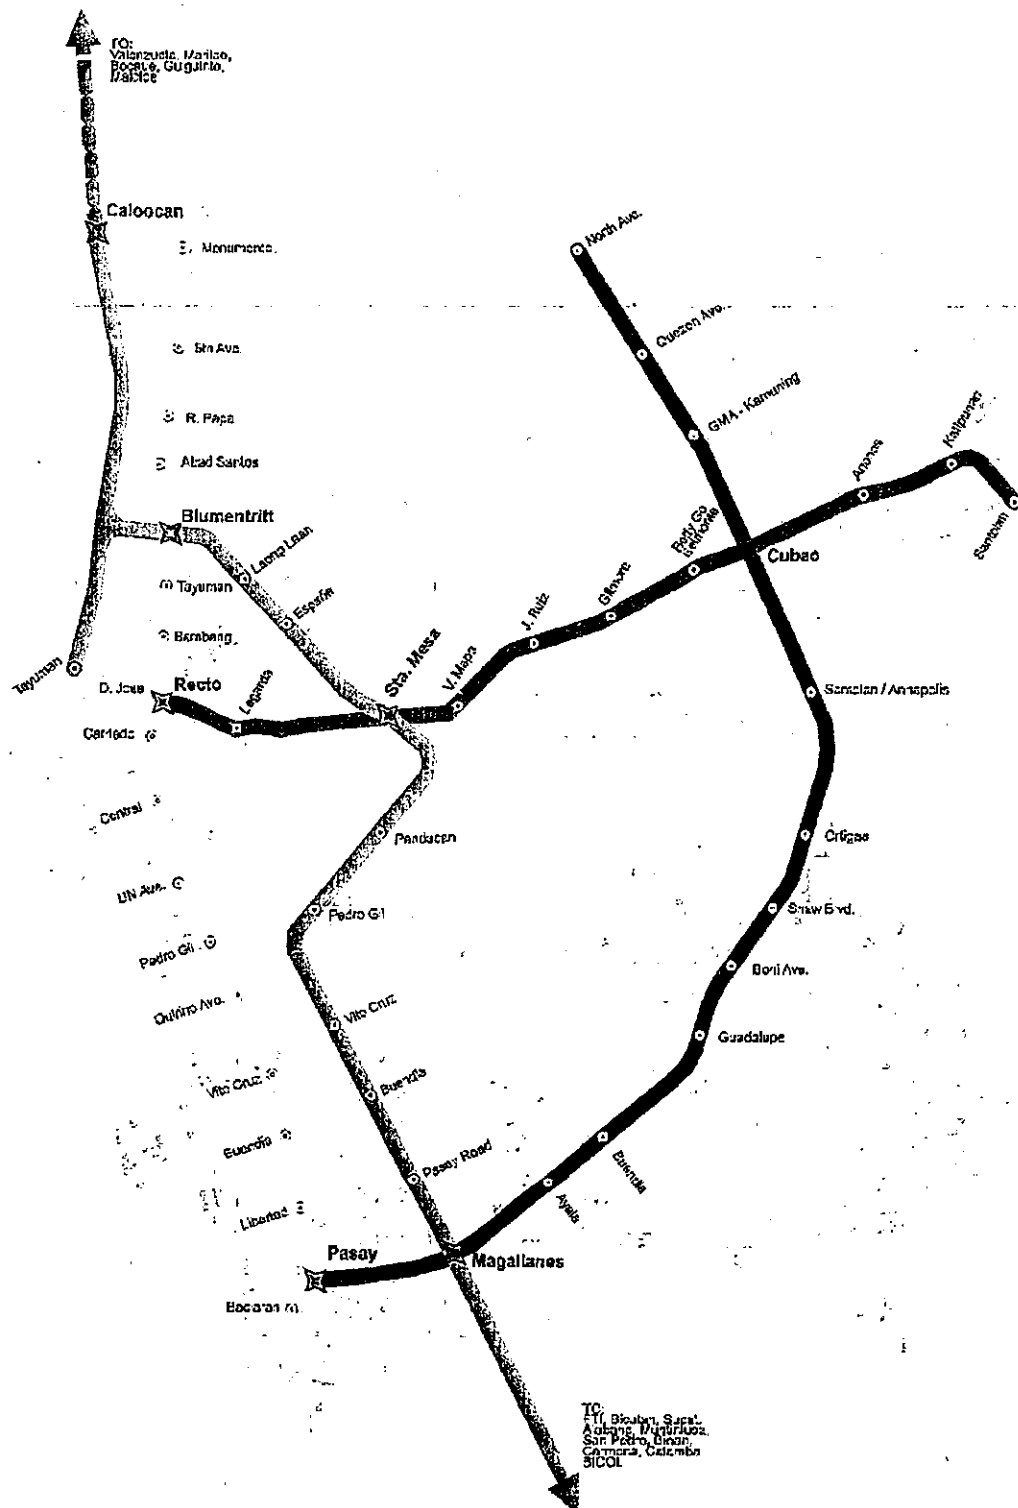 TO:
Valenzuela, Marilao,
Bocaue, Guiguinto,
Malolos
Caloocan
Monumento
North Ave.
Quezon Ave.
5th Ave.
GMA - Kamuning
R. Papa
Katipunan
Abad Santos
Anonas
Blumentritt
Betty Go
Belmonte
Santolan
Laong Laan
Cubao
Tayuman
España
Gilmore
J. Ruiz
Bambang
Sta. Mesa
V. Mapa
Tayuman
D. Jose
Recto
Legarda
Santolan / Annapolis
Carriedo
Central
Pandacan
Ortigas
UN Ave.
Pedro Gil
Shaw Blvd.
Pedro Gil
Boni Ave.
Quirino Ave.
Vito Cruz
Guadalupe
Vito Cruz
Buendia
Buendia
Pasay Road
Buendia
Ayala
Libertad
Pasay
Magallanes
Baclaran
TO:
FTI, Bicutan, Sucat,
Alabang, Muntinlupa,
San Pedro, Binan,
Carmona, Calamba
BICOL